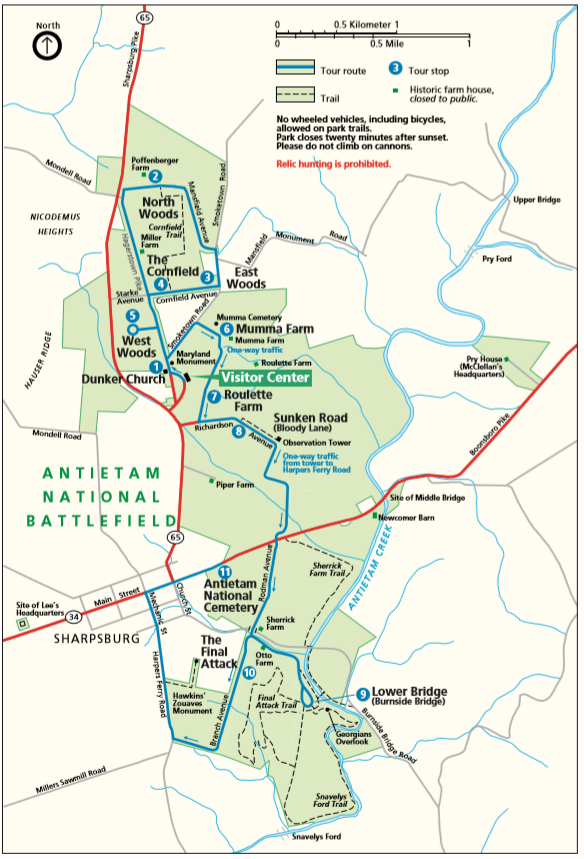 North
65
Sharpsburg Pike
0 0.5 Kilometer 1
0 0.5 Mile 1
Tour route
3 Tour stop
Trail
Historic farm house,
closed to public.
No wheeled vehicles, including bicycles,
allowed on park trails.
Park closes twenty minutes after sunset.
Please do not climb on cannons.
Relic hunting is prohibited.
Poffenberger
Farm
2
Mondell Road
North
Woods
Mansfield Avenue
Smoketown Road
Cornfield
Trail
NICODEMUS
HEIGHTS
Miller
Farm
Hagerstown Pike
The
Cornfield
4
3
East
Woods
Mansfield Monument Road
Upper Bridge
Pry Ford
Starke
Avenue
Cornfield Avenue
Smoketown Road
5
West
Woods
Mumma Cemetery
6 Mumma Farm
Mumma Farm
One-way traffic
HAUSER RIDGE
Maryland
Monument
Roulette Farm
1
Dunker Church
Visitor Center
Pry House
(McClellan's
Headquarters)
7 Roulette
Farm
Sunken Road
(Bloody Lane)
Richardson Avenue
8
Observation Tower
One-way traffic
from tower to
Harpers Ferry Road
Mondell Road
Boonsboro Pike
ANTIETAM
NATIONAL
BATTLEFIELD
Piper Farm
Site of Middle Bridge
Newcomer Barn
65
ANTIETAM CREEK
11
Antietam
National
Cemetery
Rodman Avenue
Sherrick
Farm Trail
Site of Lee's
Headquarters
34
Main Street
Mechanic St
Church St
SHARPSBURG
Sherrick
Farm
The
Final
Attack
Otto
Farm
10
Harpers Ferry Road
Hawkins'
Zouaves
Monument
Branch Avenue
Final
Attack Trail
9 Lower Bridge
(Burnside Bridge)
Georgians
Overlook
Burnside Bridge Road
Millers Sawmill Road
Snavelys
Ford Trail
Snavelys Ford